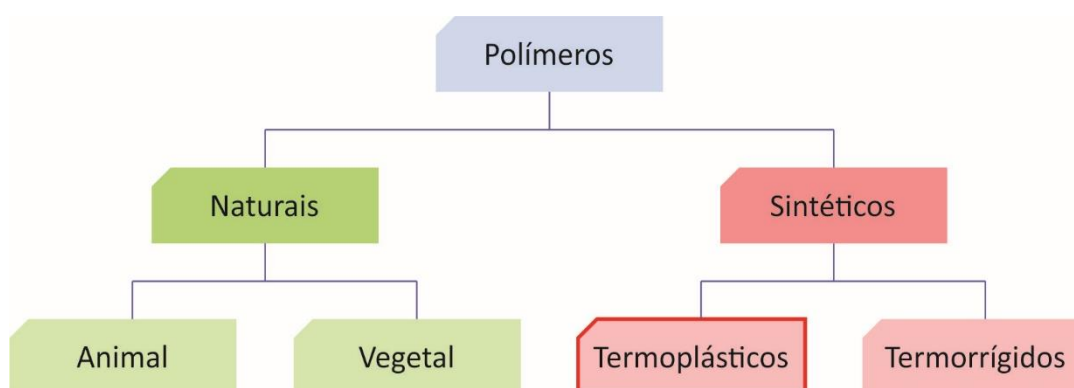 Polímeros
Naturais
Sintéticos
Animal
Vegetal
Termoplásticos
Termorrígidos